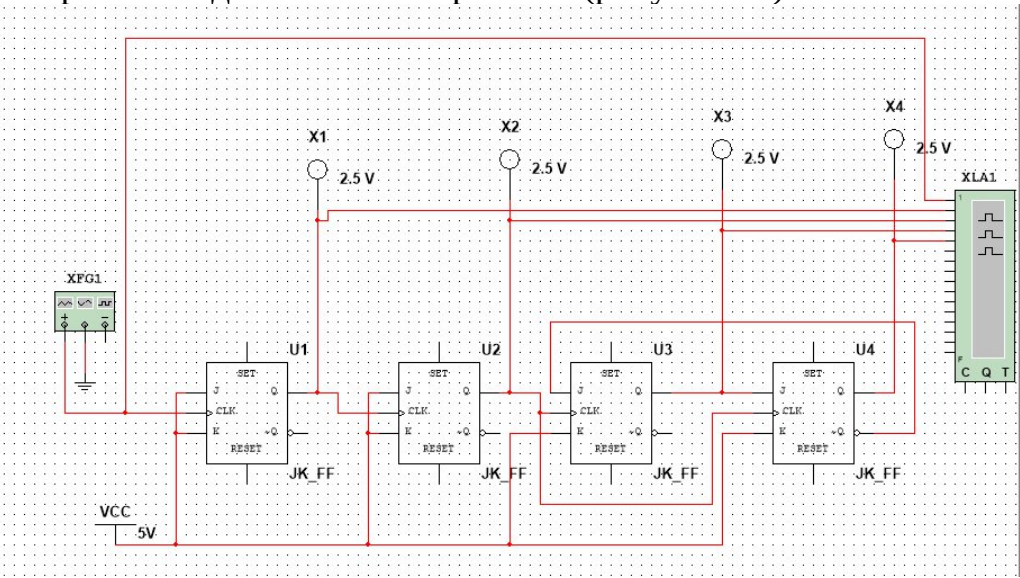 X4
X3
X2
X1
2.5 V
2.5 V
2.5 V
2.5 V
XLA1
1
XFG1
+
−
F
C Q T
U1
U2
U3
U4
SET
SET
SET
SET
J Q
J Q
J Q
J Q
CLK
CLK
CLK
CLK
K ~Q
K ~Q
K ~Q
K ~Q
RESET
RESET
RESET
RESET
JK_FF
JK_FF
JK_FF
JK_FF
VCC
5V